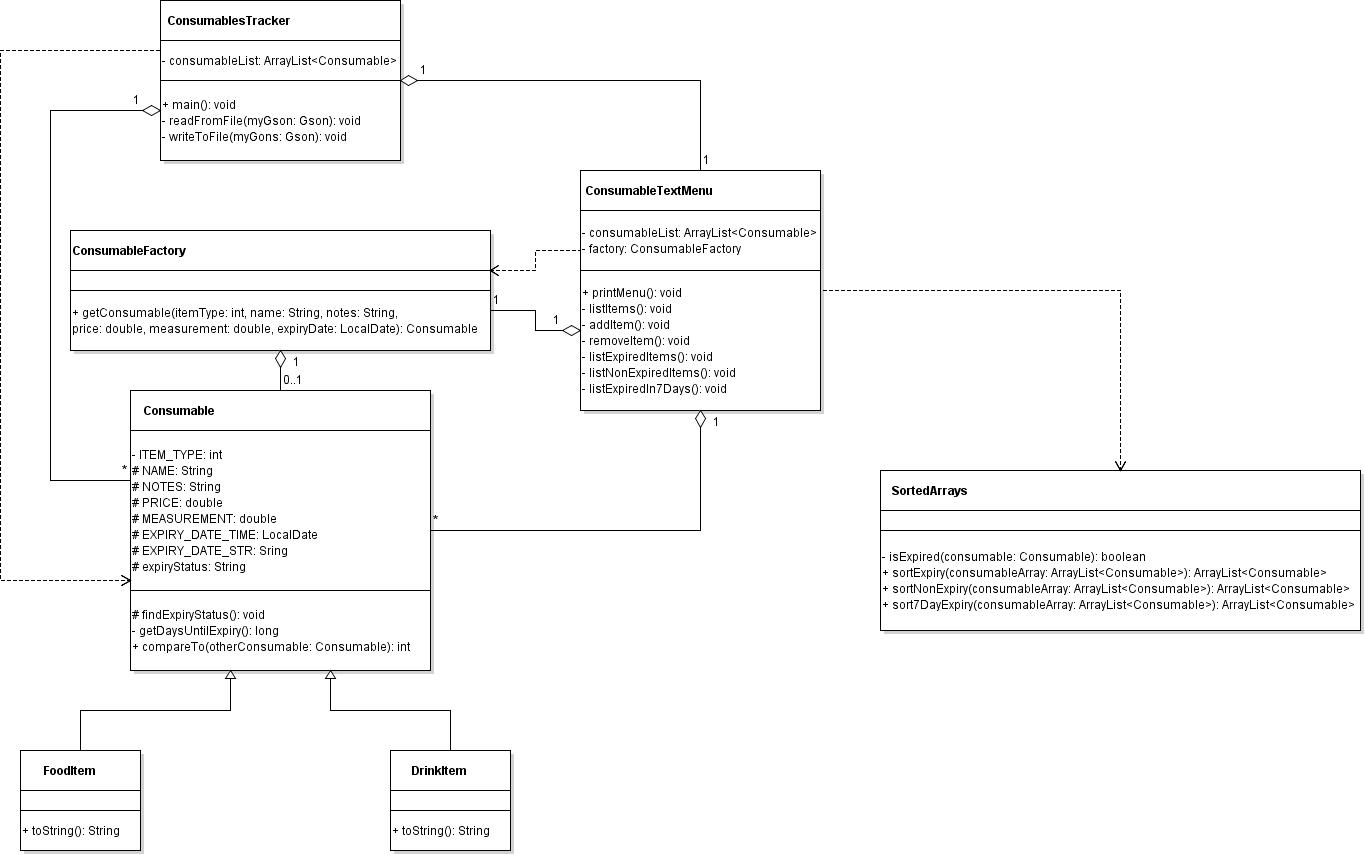 ConsumablesTracker
- consumableList: ArrayList<Consumable>
+ main(): void
- readFromFile(myGson: Gson): void
- writeToFile(myGons: Gson): void
1
1
1
1
ConsumableTextMenu
- consumableList: ArrayList<Consumable>
- factory: ConsumableFactory
+ printMenu(): void
- listItems(): void
- addItem(): void
- removeItem(): void
- listExpiredItems(): void
- listNonExpiredItems(): void
- listExpiredIn7Days(): void
ConsumableFactory
+ getConsumable(itemType: int, name: String, notes: String,
price: double, measurement: double, expiryDate: LocalDate): Consumable
1
1
0..1
1
Consumable
- ITEM_TYPE: int
# NAME: String
# NOTES: String
# PRICE: double
# MEASUREMENT: double
# EXPIRY_DATE_TIME: LocalDate
# EXPIRY_DATE_STR: Sring
# expiryStatus: String
# findExpiryStatus(): void
- getDaysUntilExpiry(): long
+ compareTo(otherConsumable: Consumable): int
*
*
SortedArrays
- isExpired(consumable: Consumable): boolean
+ sortExpiry(consumableArray: ArrayList<Consumable>): ArrayList<Consumable>
+ sortNonExpiry(consumableArray: ArrayList<Consumable>): ArrayList<Consumable>
+ sort7DayExpiry(consumableArray: ArrayList<Consumable>): ArrayList<Consumable>
FoodItem
+ toString(): String
DrinkItem
+ toString(): String